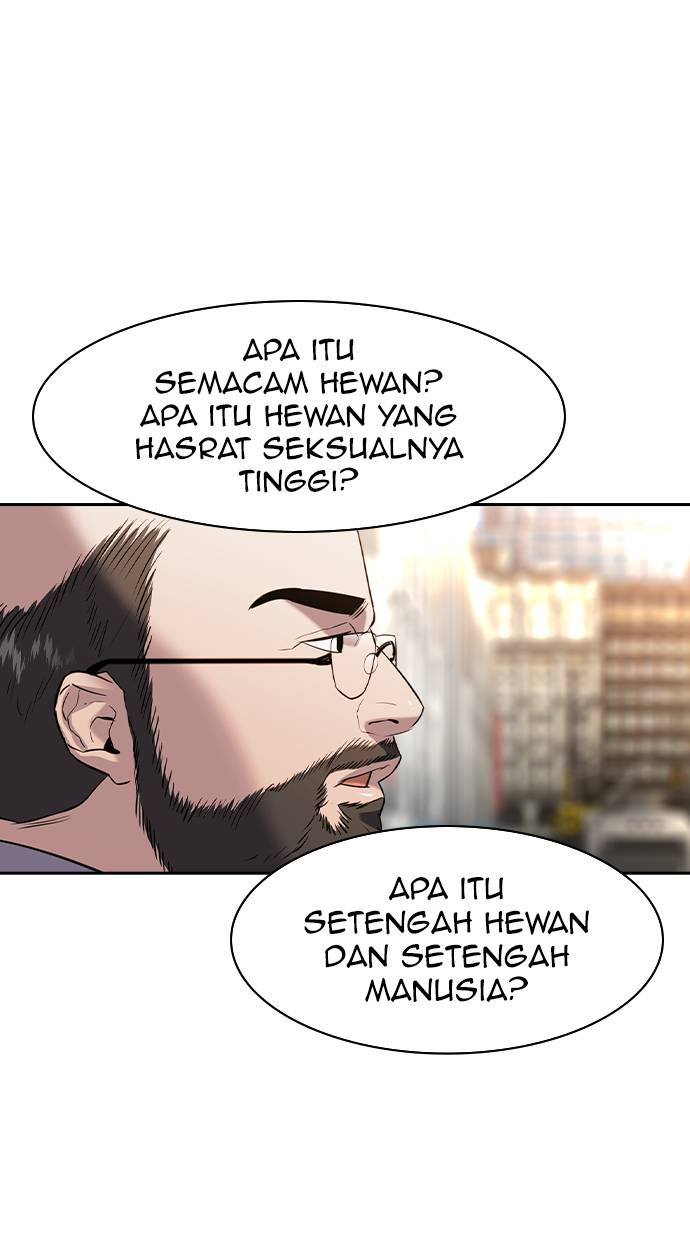 APA ITU
SEMACAM HEWAN?
APA ITU HEWAN YANG
HASRAT SEKSUALNYA
TINGGI?
APA ITU
SETENGAH HEWAN
DAN SETENGAH
MANUSIA?